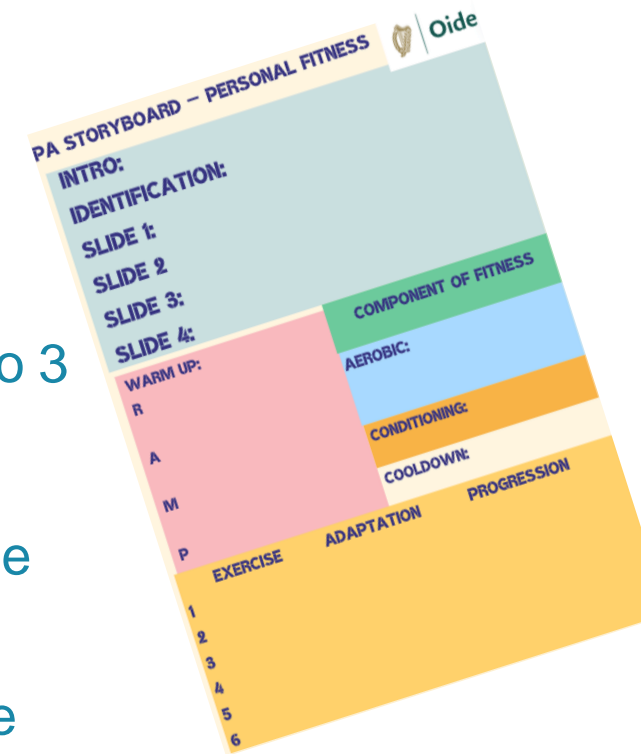 Oide
PA STORYBOARD – PERSONAL FITNESS
INTRO:
IDENTIFICATION:
SLIDE 1:
SLIDE 2
SLIDE 3:
SLIDE 4:
WARM UP:
R
A
M
P
COMPONENT OF FITNESS
AEROBIC:
CONDITIONING:
COOLDOWN:
EXERCISE ADAPTATION PROGRESSION
1
2
3
4
5
6
o 3
e
e